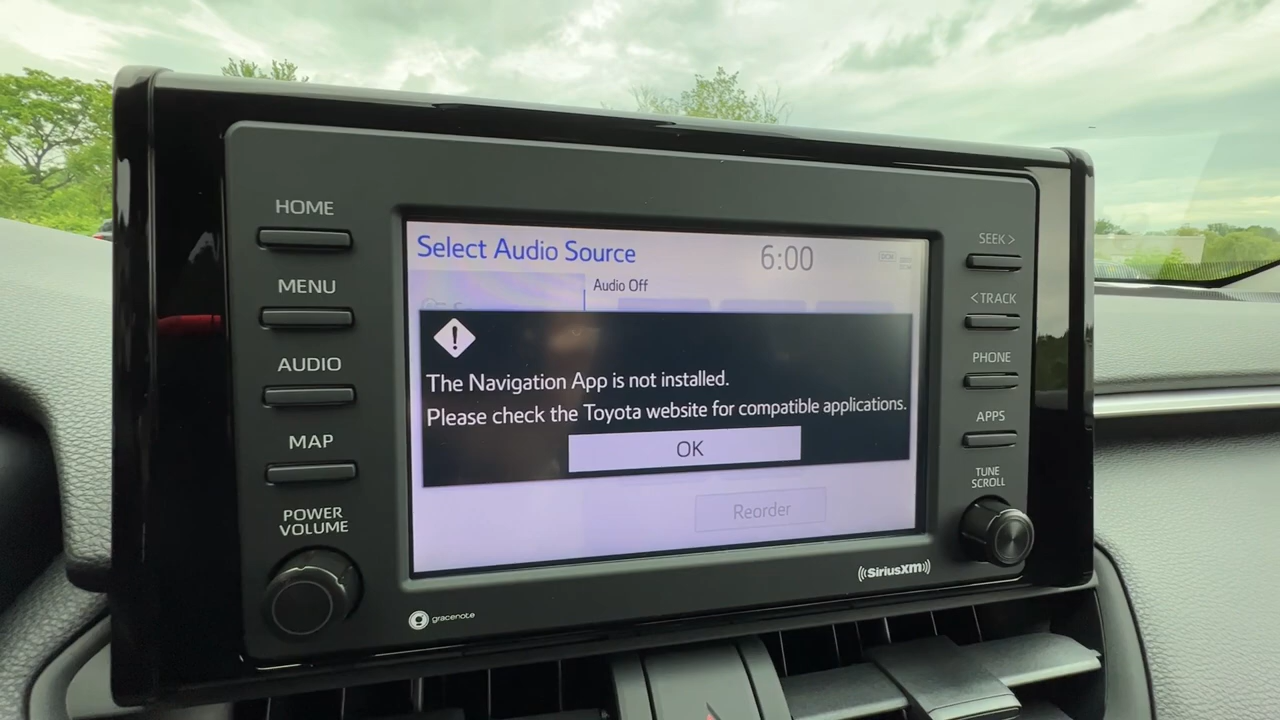 HOME
MENU
AUDIO
MAP
POWER
VOLUME
Select Audio Source
6:00
Audio Off
The Navigation App is not installed.
Please check the Toyota website for compatible applications.
OK
Reorder
SEEK >
< TRACK
PHONE
APPS
TUNE
SCROLL
gracenote
SiriusXM